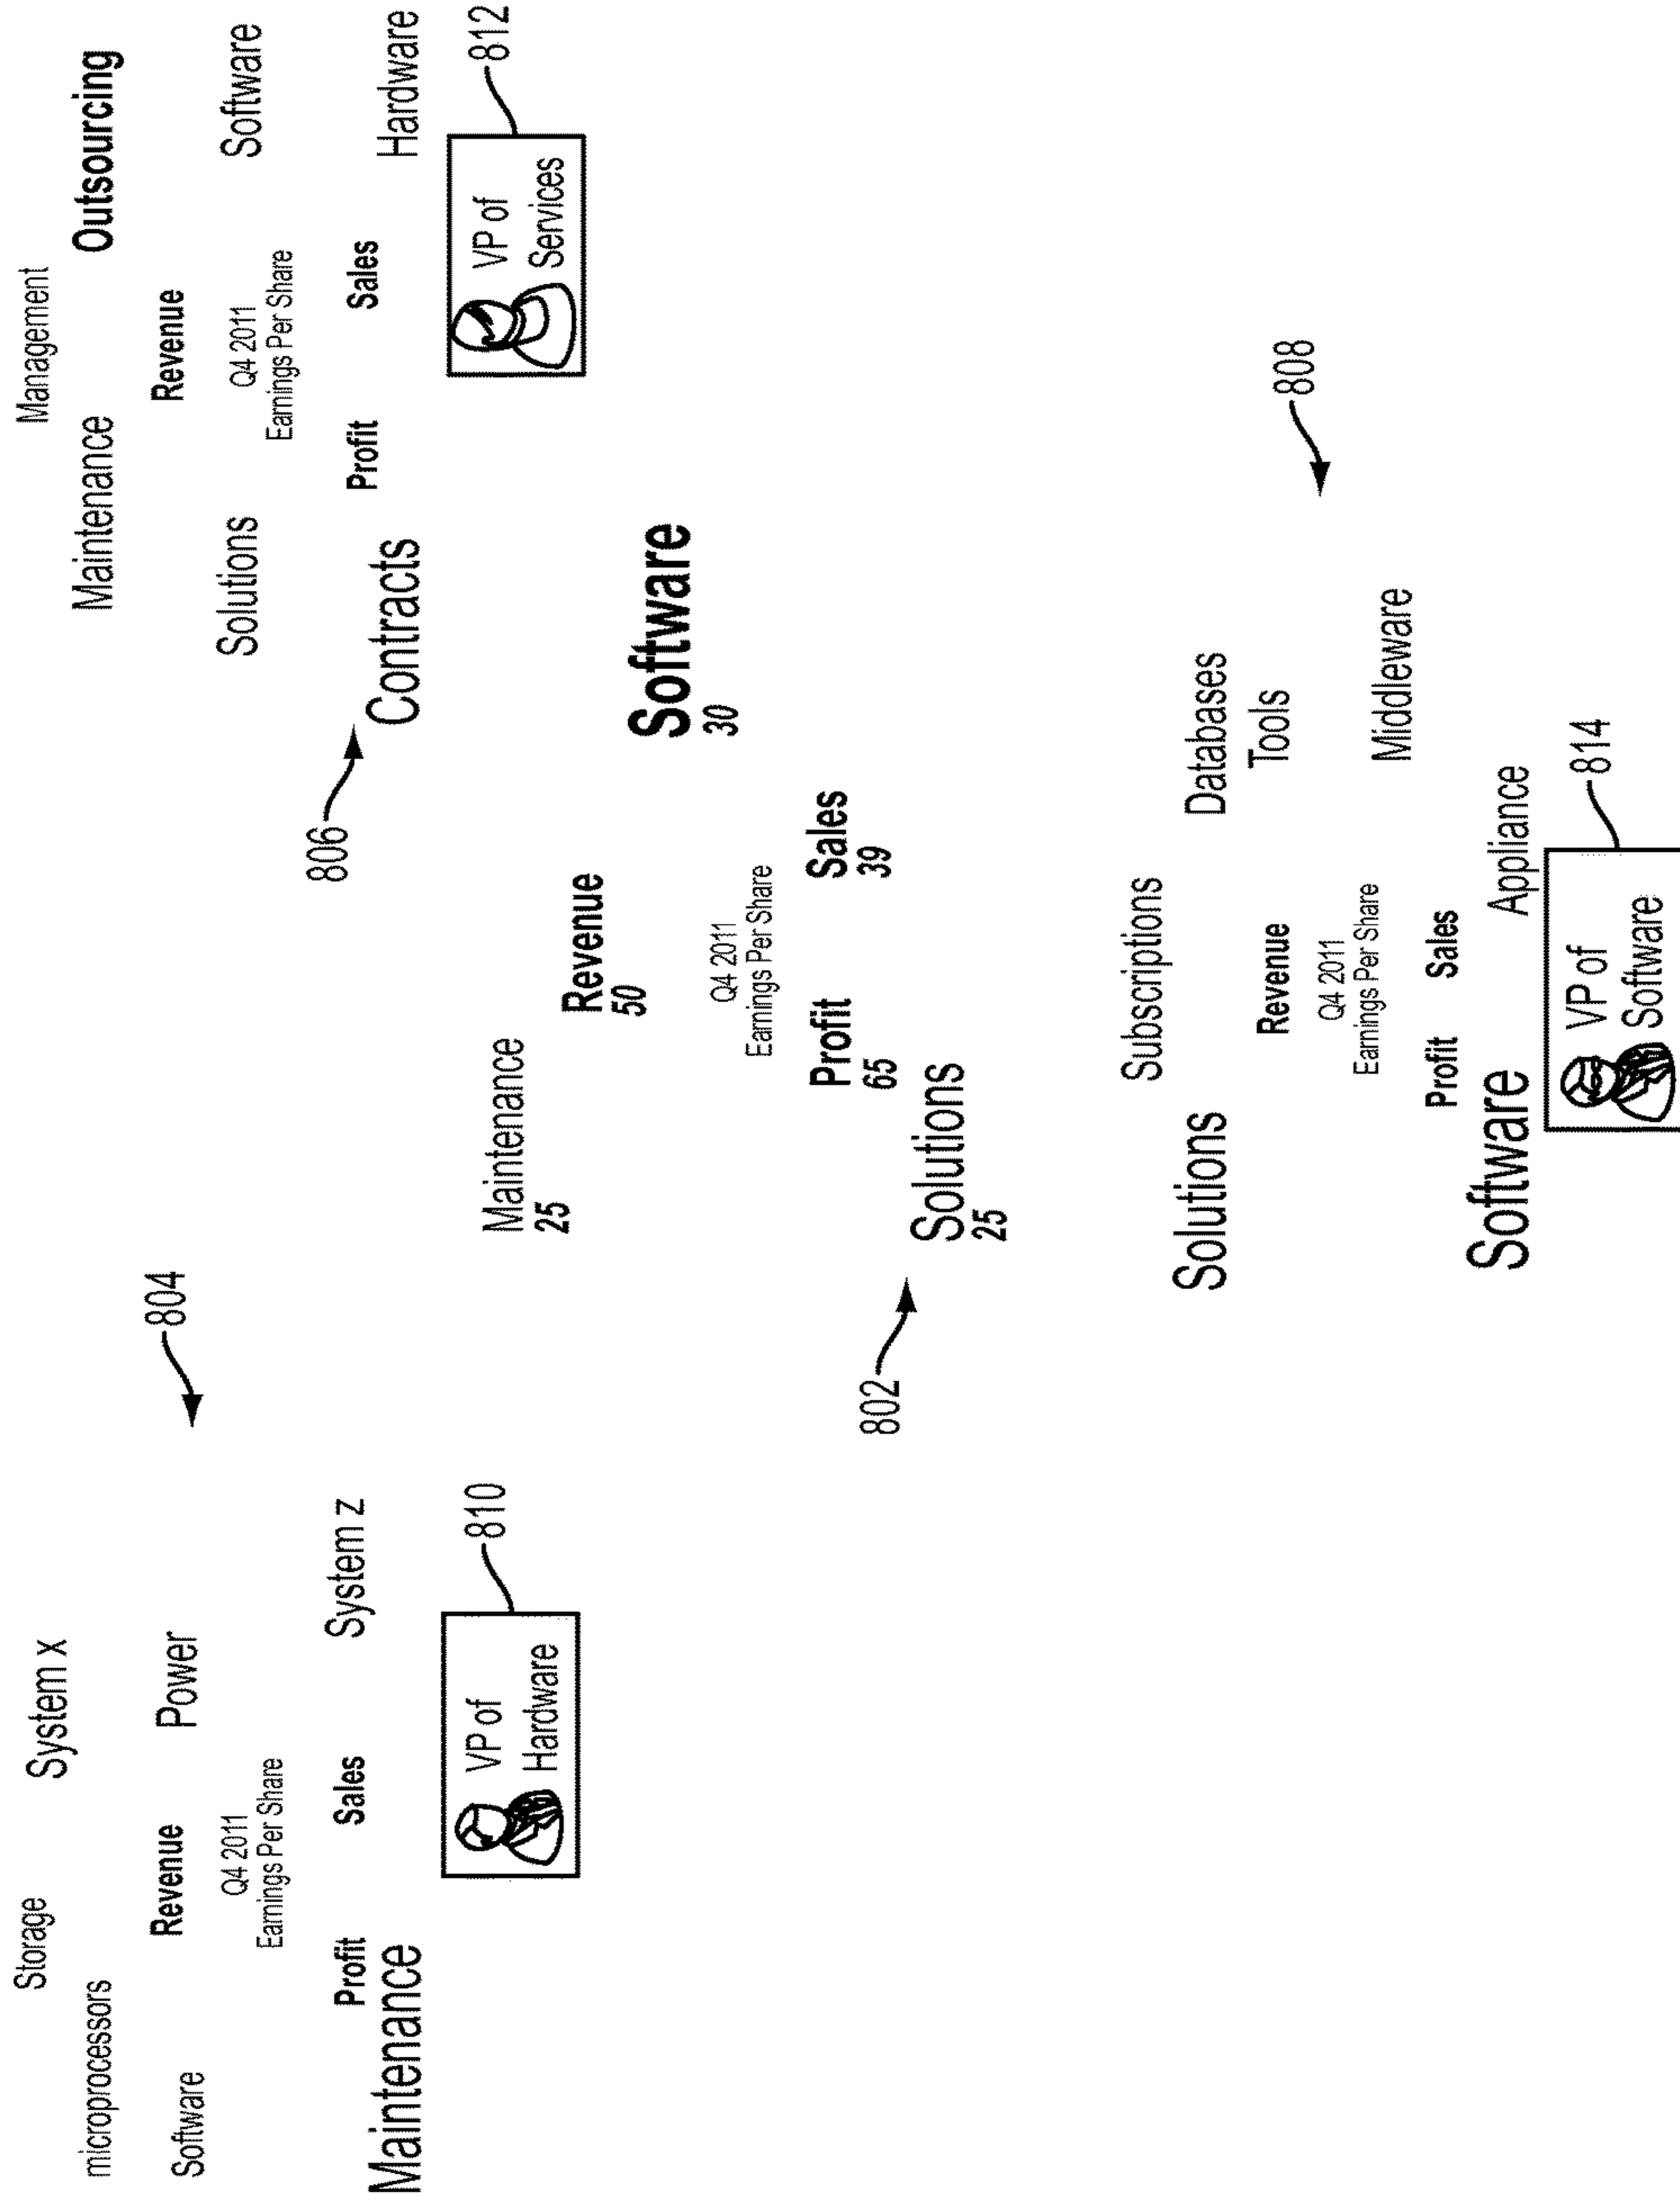 Storage
System x
microprocessors
Software
Revenue
Power
Q4 2011
Earnings Per Share
Profit
Sales
System z
Maintenance
VP of
Hardware
810
804
Management
Maintenance
Outsourcing
Revenue
Solutions
Software
Q4 2011
Earnings Per Share
Profit
Sales
Contracts
Hardware
VP of
Services
812
806
Maintenance
25
Revenue
50
Software
30
Q4 2011
Earnings Per Share
Profit
65
Sales
39
Solutions
25
802
Subscriptions
Solutions
Databases
Tools
Revenue
Q4 2011
Earnings Per Share
Middleware
Profit
Sales
Software
Appliance
VP of
Software
814
808